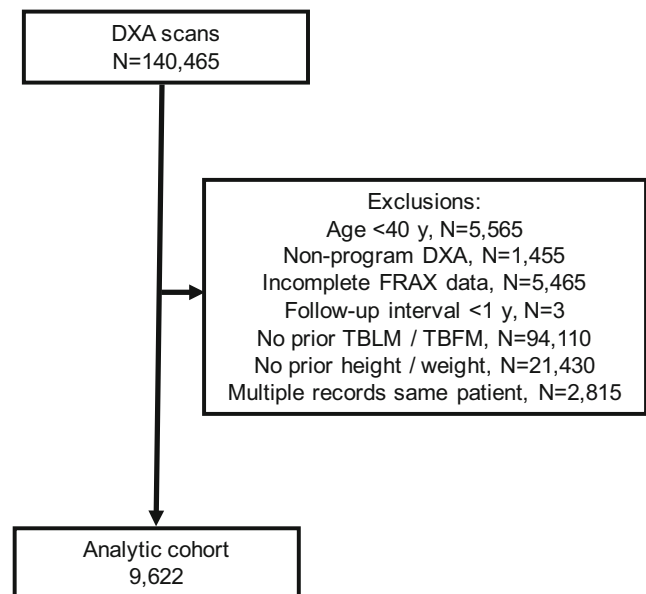 DXA scans
N=140,465
Exclusions:
Age <40 y, N=5,565
Non-program DXA, N=1,455
Incomplete FRAX data, N=5,465
Follow-up interval <1 y, N=3
No prior TBLM / TBFM, N=94,110
No prior height / weight, N=21,430
Multiple records same patient, N=2,815
Analytic cohort
9,622